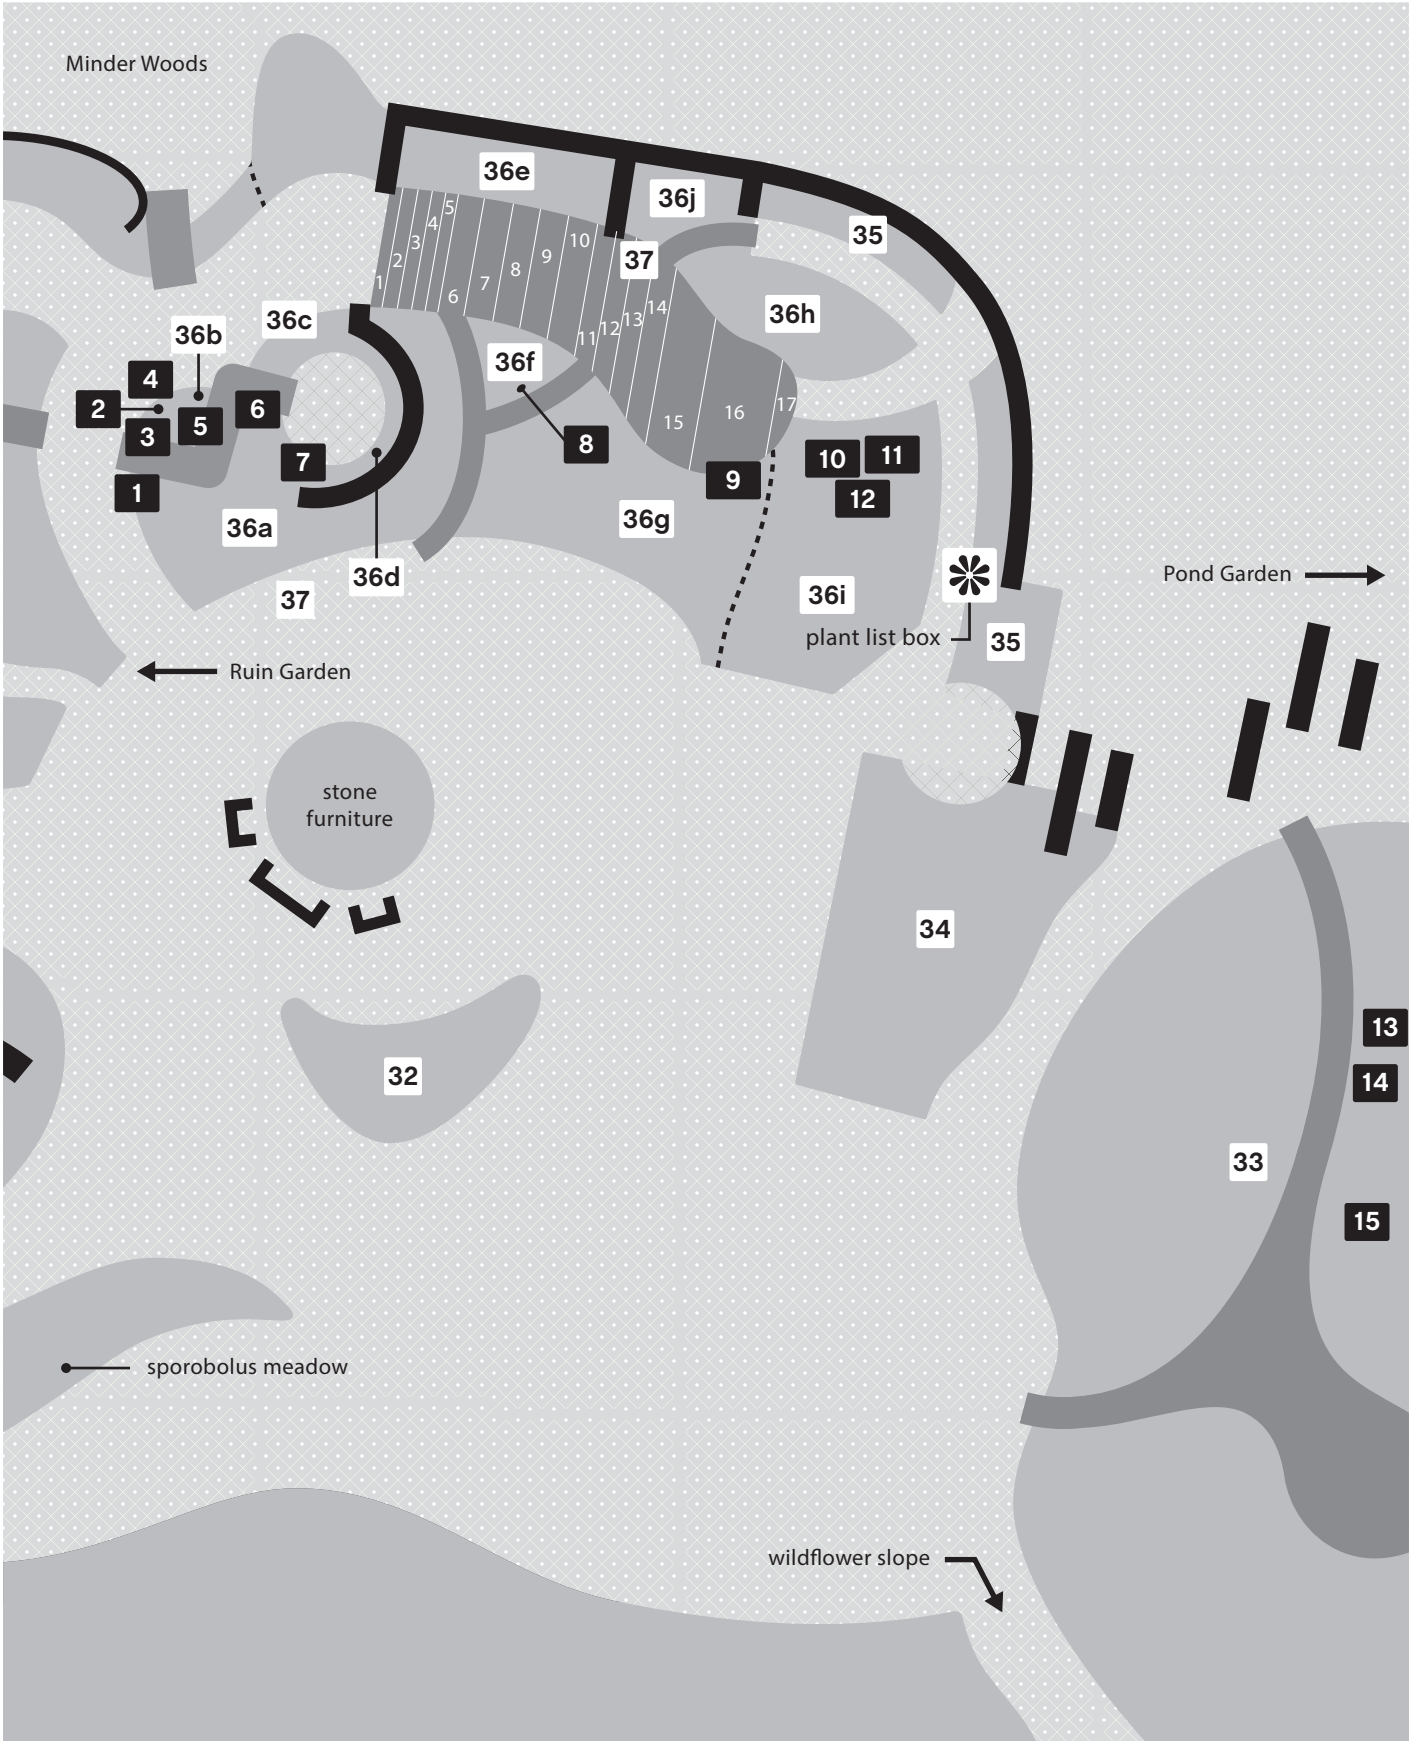 Minder Woods
36e
36j
35
5
4
3
2
1
10
9
8
7
6
37
14
13
12
11
36h
36c
36b
36f
4
2
3
5
6
15
16
17
8
7
1
9
10
11
12
36a
36g
36d
37
36i
Pond Garden
plant list box
35
Ruin Garden
stone
furniture
34
13
32
14
33
15
sporobolus meadow
wildflower slope